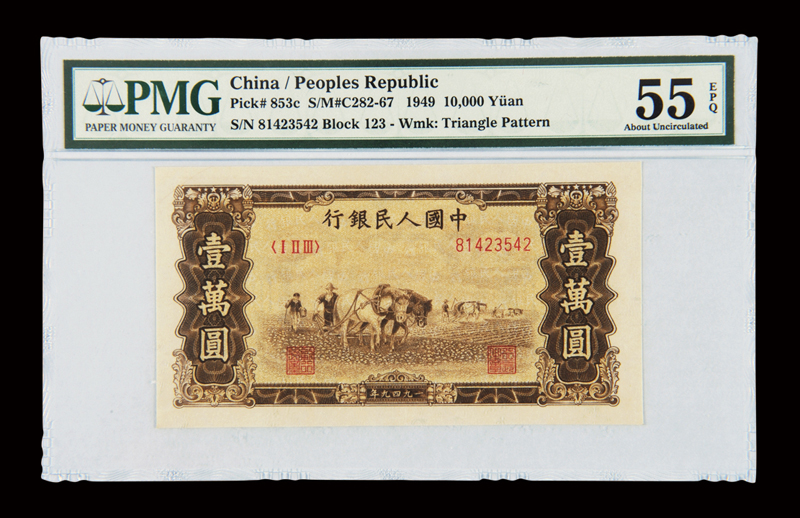 PMG
PAPER MONEY GUARANTY
China / Peoples Republic
Pick# 853c S/M#C282-67 1949 10,000 Yüan
S/N 81423542 Block 123 - Wmk: Triangle Pattern
55
EPQ
About Uncirculated
行銀民人國中
〈ⅠⅡⅢ〉 81423542
壹萬圓
壹萬圓
年九四九一